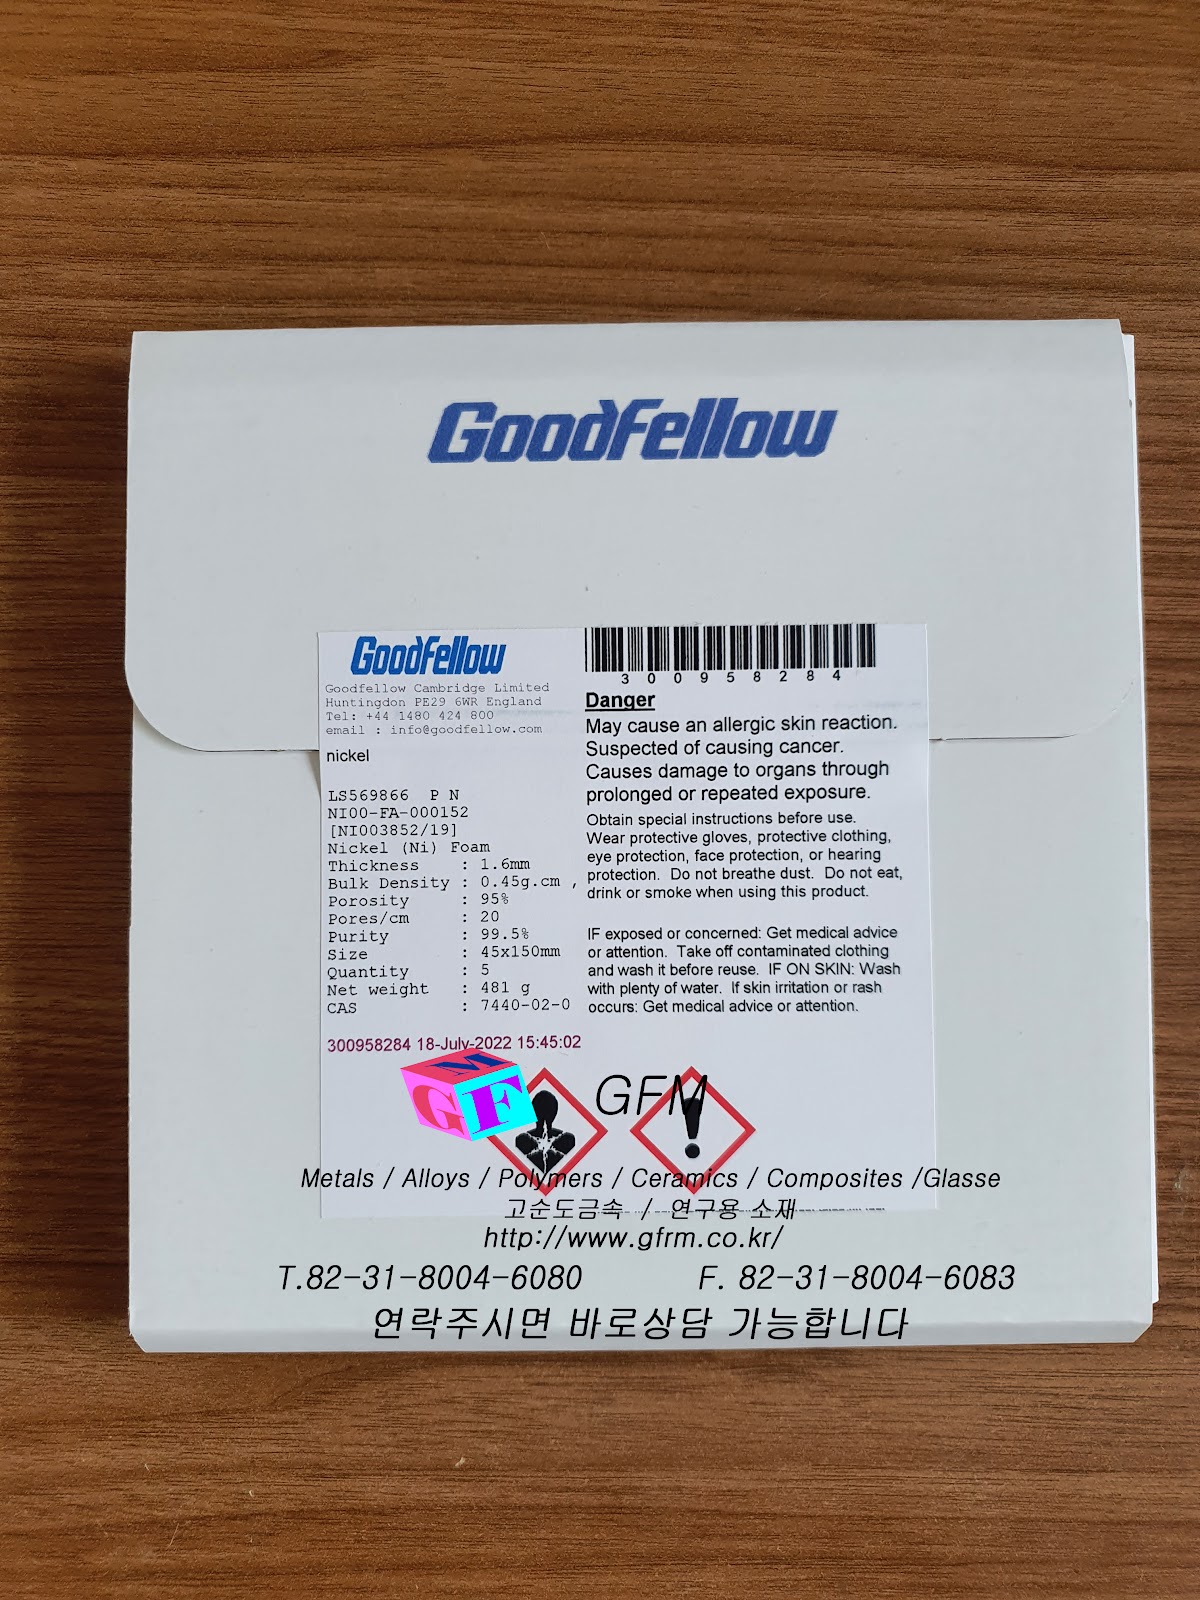 Goodfellow
Goodfellow
Goodfellow Cambridge Limited
Huntingdon PE29 6WR England
Tel: +44 1480 424 800
email : info@goodfellow.com
nickel
LS569866 P N
NI00-FA-000152
[NI003852/19]
Nickel (Ni) Foam
Thickness : 1.6mm
Bulk Density : 0.45g.cm ,
Porosity : 95%
Pores/cm : 20
Purity : 99.5%
Size : 45x150mm
Quantity : 5
Net weight : 481 g
CAS : 7440-02-0
300958284 18-July-2022 15:45:02
300958284
Danger
May cause an allergic skin reaction.
Suspected of causing cancer.
Causes damage to organs through
prolonged or repeated exposure.
Obtain special instructions before use.
Wear protective gloves, protective clothing,
eye protection, face protection, or hearing
protection. Do not breathe dust. Do not eat,
drink or smoke when using this product.
IF exposed or concerned: Get medical advice
or attention. Take off contaminated clothing
and wash it before reuse. IF ON SKIN: Wash
with plenty of water. If skin irritation or rash
occurs: Get medical advice or attention.
GFM
GFM
Metals / Alloys / Polymers / Ceramics / Composites /Glasse
고순도금속 / 연구용 소재
http://www.gfrm.co.kr/
T.82-31-8004-6080 F. 82-31-8004-6083
연락주시면 바로상담 가능합니다